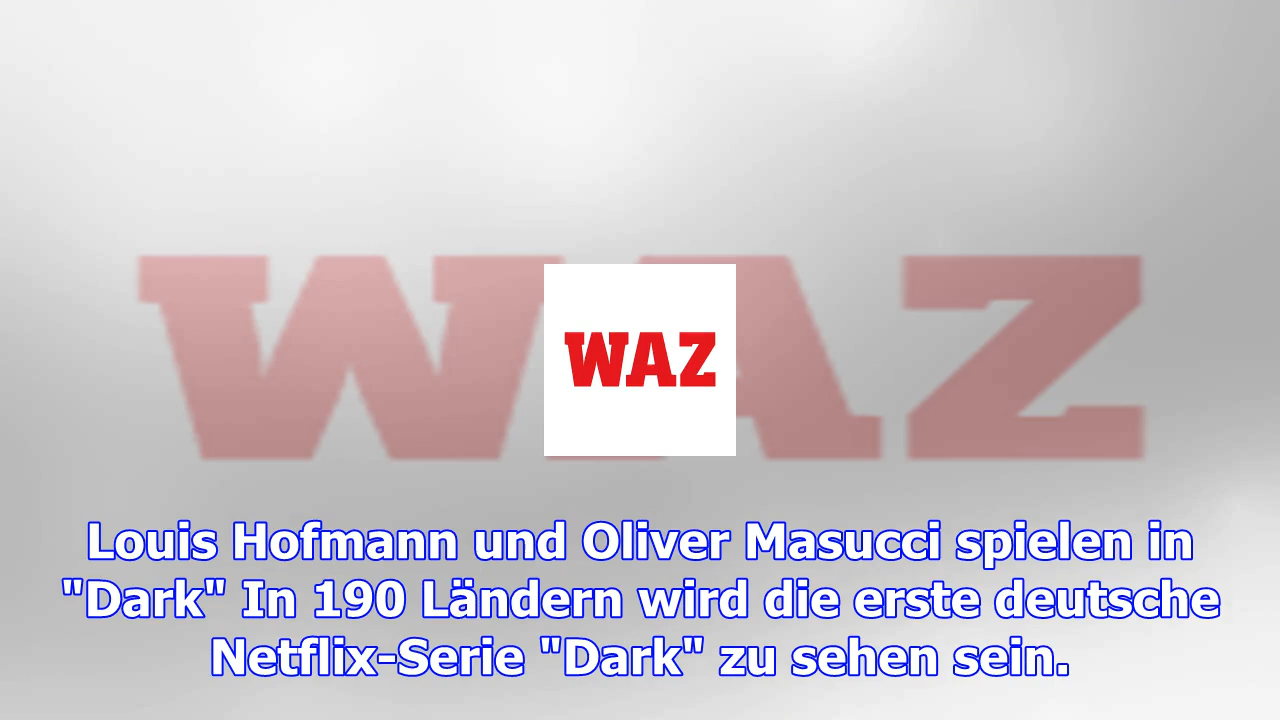 WAZ
WAZ
Louis Hofmann und Oliver Masucci spielen in
"Dark" In 190 Ländern wird die erste deutsche
Netflix-Serie "Dark" zu sehen sein.